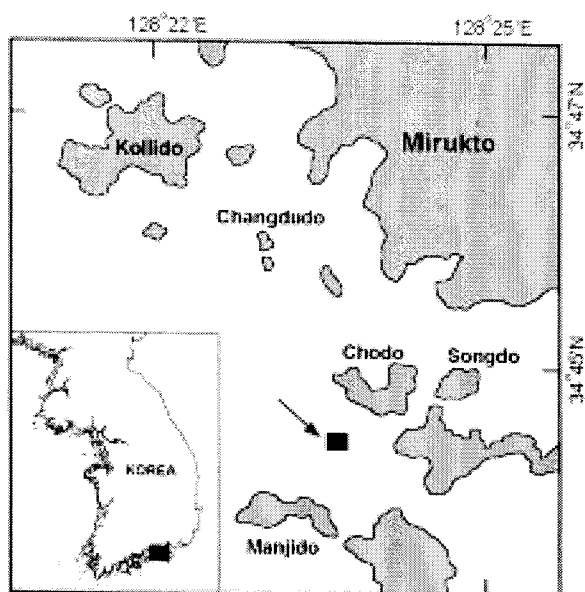 128°22'E 128°25'E
34°47'N
Kollido
Mirukto
Changdudo
34°45'N
Chodo Songdo
KOREA
Manjido